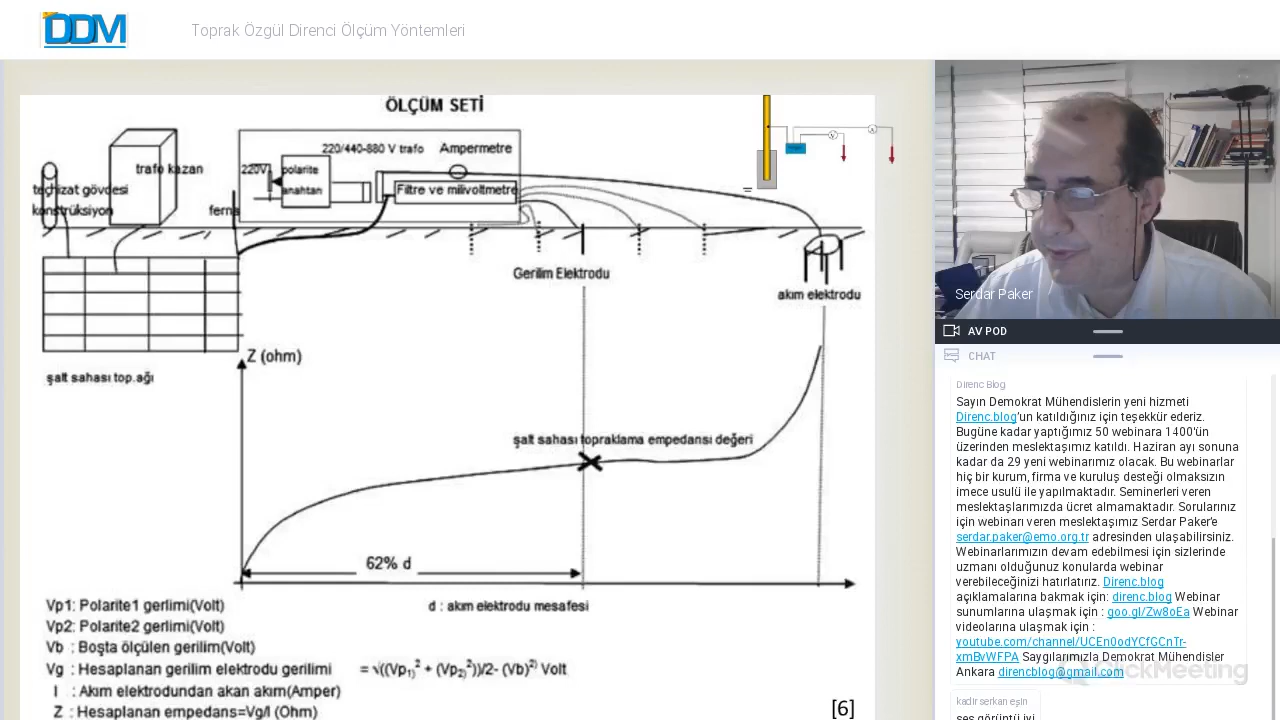 DDM
Toprak Özgül Direnci Ölçüm Yöntemleri
ÖLÇÜM SETİ
trafo kazan
220/440-880 V trafo
Ampermetre
220V
polarite
anahtarı
teçhizat gövdesi
Filtre ve milivoltmetre
konstrüksiyon
V
A
Gerilim Elektrodu
akım elektrodu
Z (ohm)
şalt sahası top.ağı
şalt sahası topraklama empedansı değeri
62% d
d : akım elektrodu mesafesi
Vp1: Polarite1 gerlimi(Volt)
Vp2: Polarite2 gerlimi(Volt)
Vb : Boşta ölçülen gerilim(Volt)
Vg : Hesaplanan gerilim elektrodu gerilimi = √((Vp1)² + (Vp2)²))/2- (Vb)²) Volt
I : Akım elektrodundan akan akım(Amper)
Z : Hesaplanan empedans=Vg/I (Ohm)
[6]
Serdar Paker
AV POD
CHAT
Direnc Blog
Sayın Demokrat Mühendislerin yeni hizmeti
Direnc.blog'un katıldığınız için teşekkür ederiz.
Bugüne kadar yaptığımız 50 webinara 1400'ün
üzerinden meslektaşımız katıldı. Haziran ayı sonuna
kadar da 29 yeni webinarımız olacak. Bu webinarlar
hiç bir kurum, firma ve kuruluş desteği olmaksızın
imece usulü ile yapılmaktadır. Seminerleri veren
meslektaşlarımızda ücret almamaktadır. Sorularınız
için webinarı veren meslektaşımız Serdar Paker'e
serdar.paker@emo.org.tr adresinden ulaşabilirsiniz.
Webinarlarımızın devam edebilmesi için sizlerinde
uzmanı olduğunuz konularda webinar
verebileceğinizi hatırlatırız. Direnc.blog
açıklamalarına bakmak için: direnc.blog Webinar
sunumlarına ulaşmak için : goo.gl/Zw8oEa Webinar
videolarına ulaşmak için :
youtube.com/channel/UCEn0odYCfGCnTr-
xmBvWFPA Saygılarımızla Demokrat Mühendisler
Ankara direncblog@gmail.com
ClickMeeting
kadir serkan eşin
ses görüntü iyi